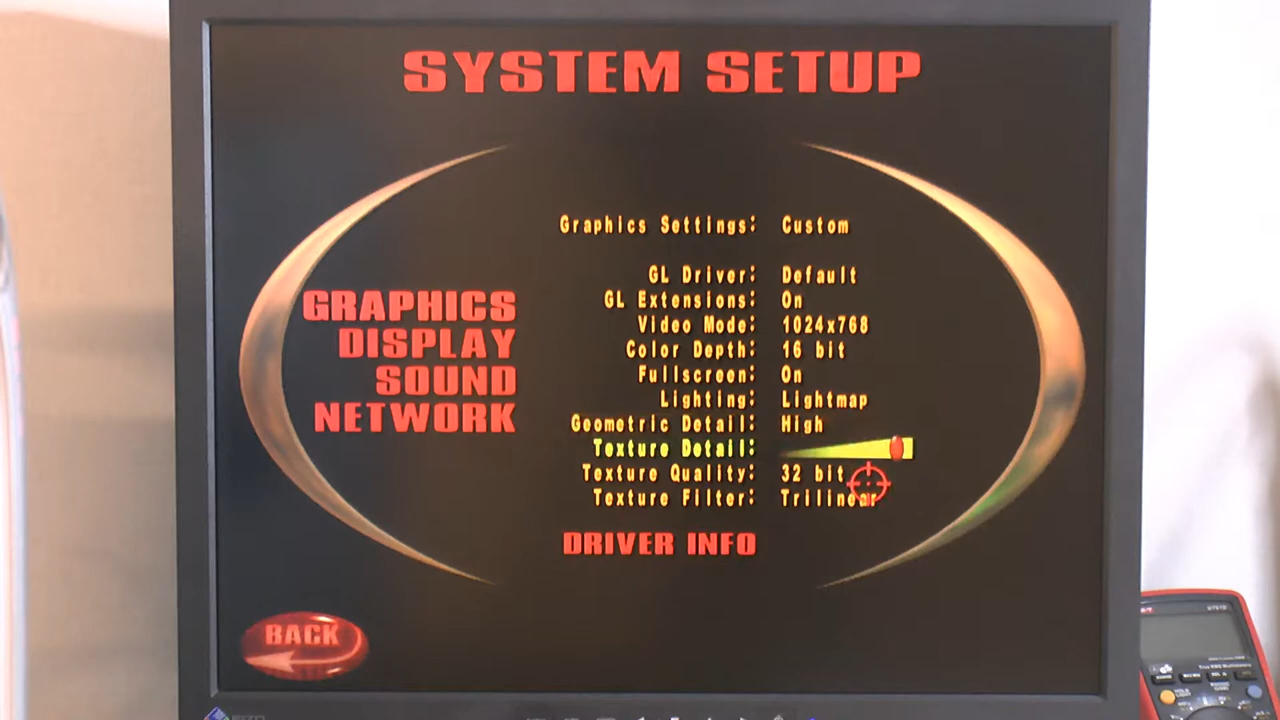 SYSTEM SETUP
Graphics Settings: Custom
GL Driver: Default
GL Extensions: On
Video Mode: 1024x768
Color Depth: 16 bit
Fullscreen: On
Lighting: Lightmap
Geometric Detail: High
Texture Detail:
Texture Quality: 32 bit
Texture Filter: Trilinear
GRAPHICS
DISPLAY
SOUND
NETWORK
DRIVER INFO
BACK